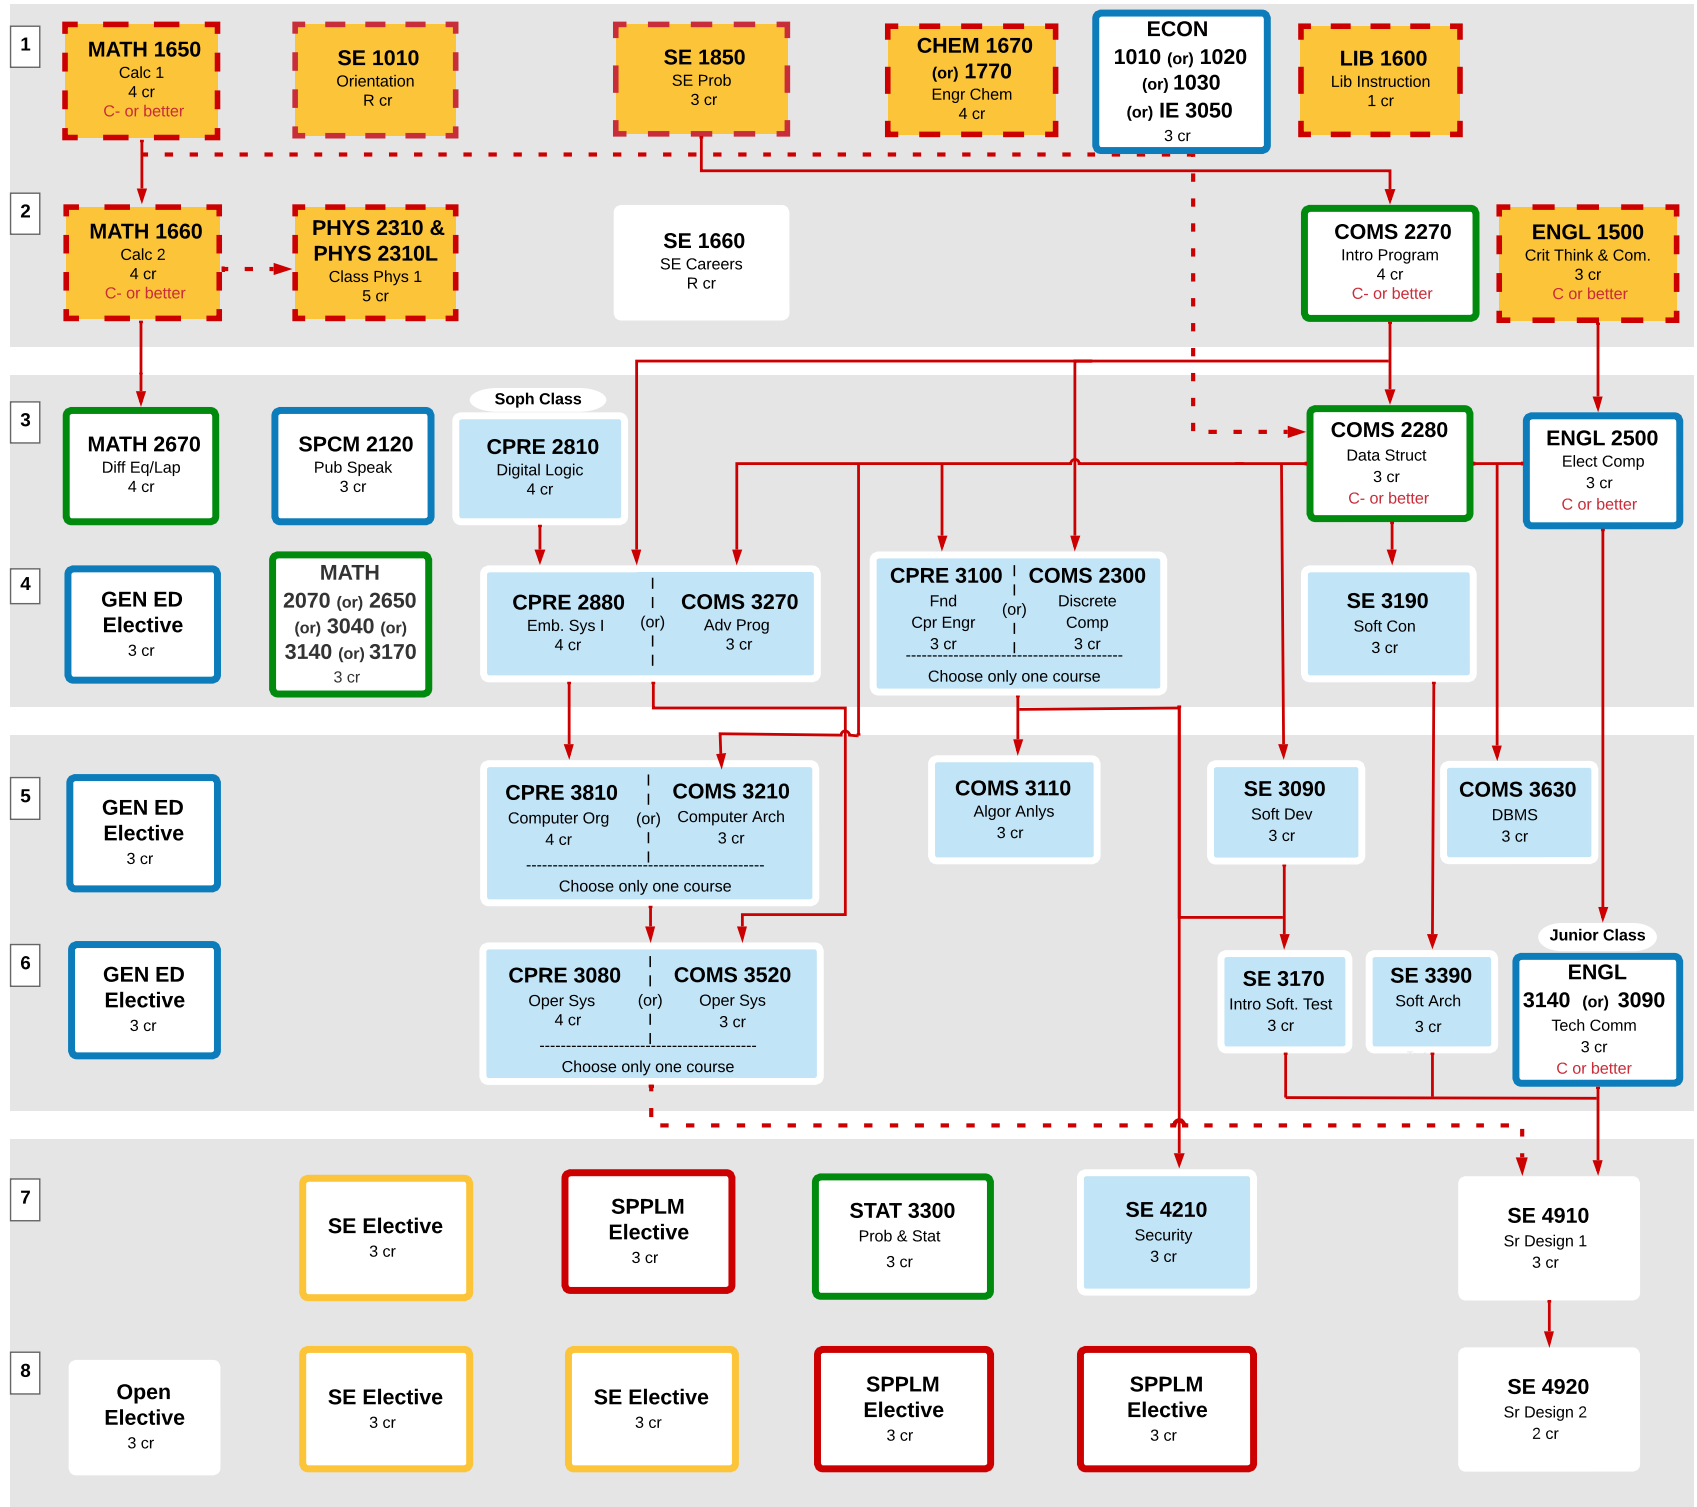 1
MATH 1650
Calc 1
4 cr
C- or better
SE 1010
Orientation
R cr
SE 1850
SE Prob
3 cr
CHEM 1670
(or) 1770
Engr Chem
4 cr
ECON
1010 (or) 1020
(or) 1030
(or) IE 3050
3 cr
LIB 1600
Lib Instruction
1 cr
2
MATH 1660
Calc 2
4 cr
C- or better
PHYS 2310 &
PHYS 2310L
Class Phys 1
5 cr
SE 1660
SE Careers
R cr
COMS 2270
Intro Program
4 cr
C- or better
ENGL 1500
Crit Think & Com.
3 cr
C or better
3
MATH 2670
Diff Eq/Lap
4 cr
SPCM 2120
Pub Speak
3 cr
Soph Class
CPRE 2810
Digital Logic
4 cr
COMS 2280
Data Struct
3 cr
C- or better
ENGL 2500
Elect Comp
3 cr
C or better
4
GEN ED
Elective
3 cr
MATH
2070 (or) 2650
(or) 3040 (or)
3140 (or) 3170
3 cr
CPRE 2880
Emb. Sys I
4 cr
(or)
COMS 3270
Adv Prog
3 cr
CPRE 3100
Fnd
Cpr Engr
3 cr
(or)
COMS 2300
Discrete
Comp
3 cr
Choose only one course
SE 3190
Soft Con
3 cr
5
GEN ED
Elective
3 cr
CPRE 3810
Computer Org
4 cr
(or)
COMS 3210
Computer Arch
3 cr
Choose only one course
COMS 3110
Algor Anlys
3 cr
SE 3090
Soft Dev
3 cr
COMS 3630
DBMS
3 cr
6
GEN ED
Elective
3 cr
CPRE 3080
Oper Sys
4 cr
(or)
COMS 3520
Oper Sys
3 cr
Choose only one course
SE 3170
Intro Soft. Test
3 cr
SE 3390
Soft Arch
3 cr
Junior Class
ENGL
3140 (or) 3090
Tech Comm
3 cr
C or better
7
SE Elective
3 cr
SPPLM
Elective
3 cr
STAT 3300
Prob & Stat
3 cr
SE 4210
Security
3 cr
SE 4910
Sr Design 1
3 cr
8
Open
Elective
3 cr
SE Elective
3 cr
SE Elective
3 cr
SPPLM
Elective
3 cr
SPPLM
Elective
3 cr
SE 4920
Sr Design 2
2 cr